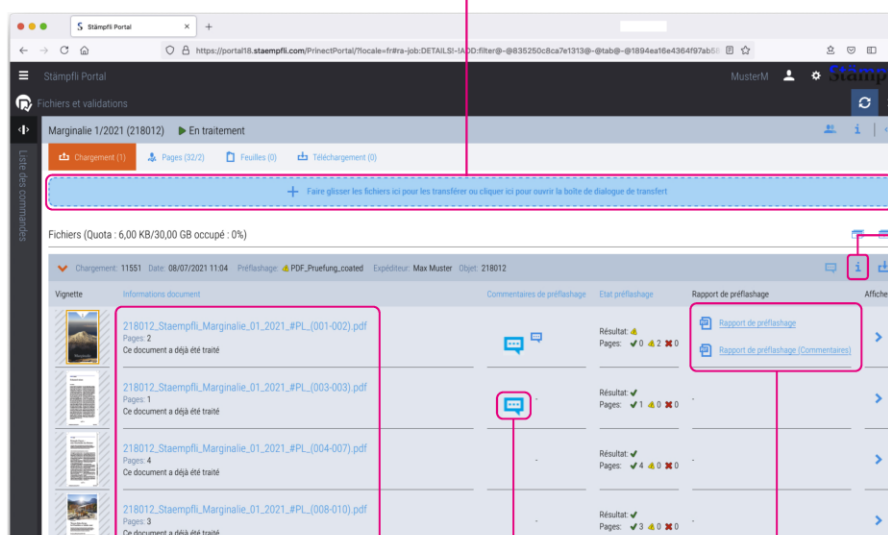 Stämpfli Portal
https://portal18.staempfli.com/PrinectPortal/?locale=fr#ra-job:DETAILS!-!ADD:filter@-@835250c8ca7e1313@-@tab@-@1894ea16e4364f97ab6
Stämpfli Portal
MusterM
Fichiers et validations
Marginalie 1/2021 (218012) En traitement
Chargement (1) Pages (32/2) Feuilles (0) Téléchargement (0)
Liste des commandes
Faire glisser les fichiers ici pour les transférer ou cliquer ici pour ouvrir la boîte de dialogue de transfert
Fichiers (Quota : 6,00 KB/30,00 GB occupé : 0%)
Chargement: 11551 Date: 08/07/2021 11:04 Préflashage: PDF_Pruefung_coated Expéditeur: Max Muster Objet: 218012
Vignette Informations document Commentaires de préflashage Etat préflashage Rapport de préflashage
218012_Staempfli_Marginalie_01_2021_#PL_(001-002).pdf
Pages: 2
Ce document a déjà été traité
Résultat:
Pages: 0 2 0
Rapport de préflashage
Rapport de préflashage (Commentaires)
218012_Staempfli_Marginalie_01_2021_#PL_(003-003).pdf
Pages: 1
Ce document a déjà été traité
-
Résultat:
Pages: 1 0 0
-
218012_Staempfli_Marginalie_01_2021_#PL_(004-007).pdf
Pages: 4
Ce document a déjà été traité
-
Résultat:
Pages: 4 0 0
-
218012_Staempfli_Marginalie_01_2021_#PL_(008-010).pdf
Pages: 3
Ce document a déjà été traité
-
Résultat:
Pages: 3 0 0
-